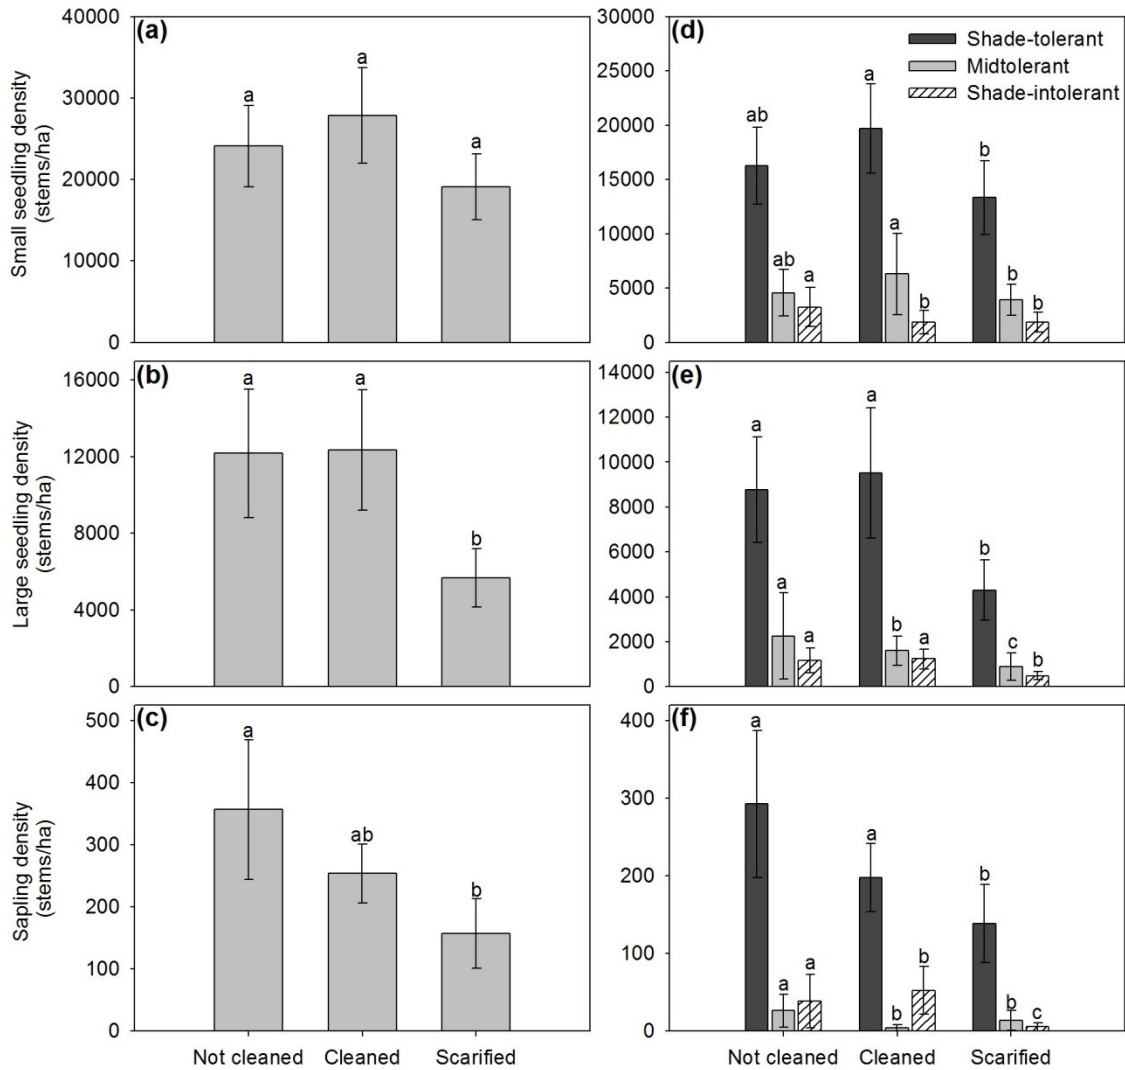 (a)
40000
30000
20000
10000
0
Small seedling density
(stems/ha)
a
a
a
(d)
30000
25000
20000
15000
10000
5000
0
Shade-tolerant
Midtolerant
Shade-intolerant
ab
ab
a
a
a
b
b
b
b
(b)
16000
12000
8000
4000
0
Large seedling density
(stems/ha)
a
a
b
(e)
14000
12000
10000
8000
6000
4000
2000
0
a
a
a
a
b
a
b
c
b
(c)
500
400
300
200
100
0
Sapling density
(stems/ha)
a
ab
b
Not cleaned
Cleaned
Scarified
(f)
400
300
200
100
0
a
a
a
a
b
b
b
b
c
Not cleaned
Cleaned
Scarified